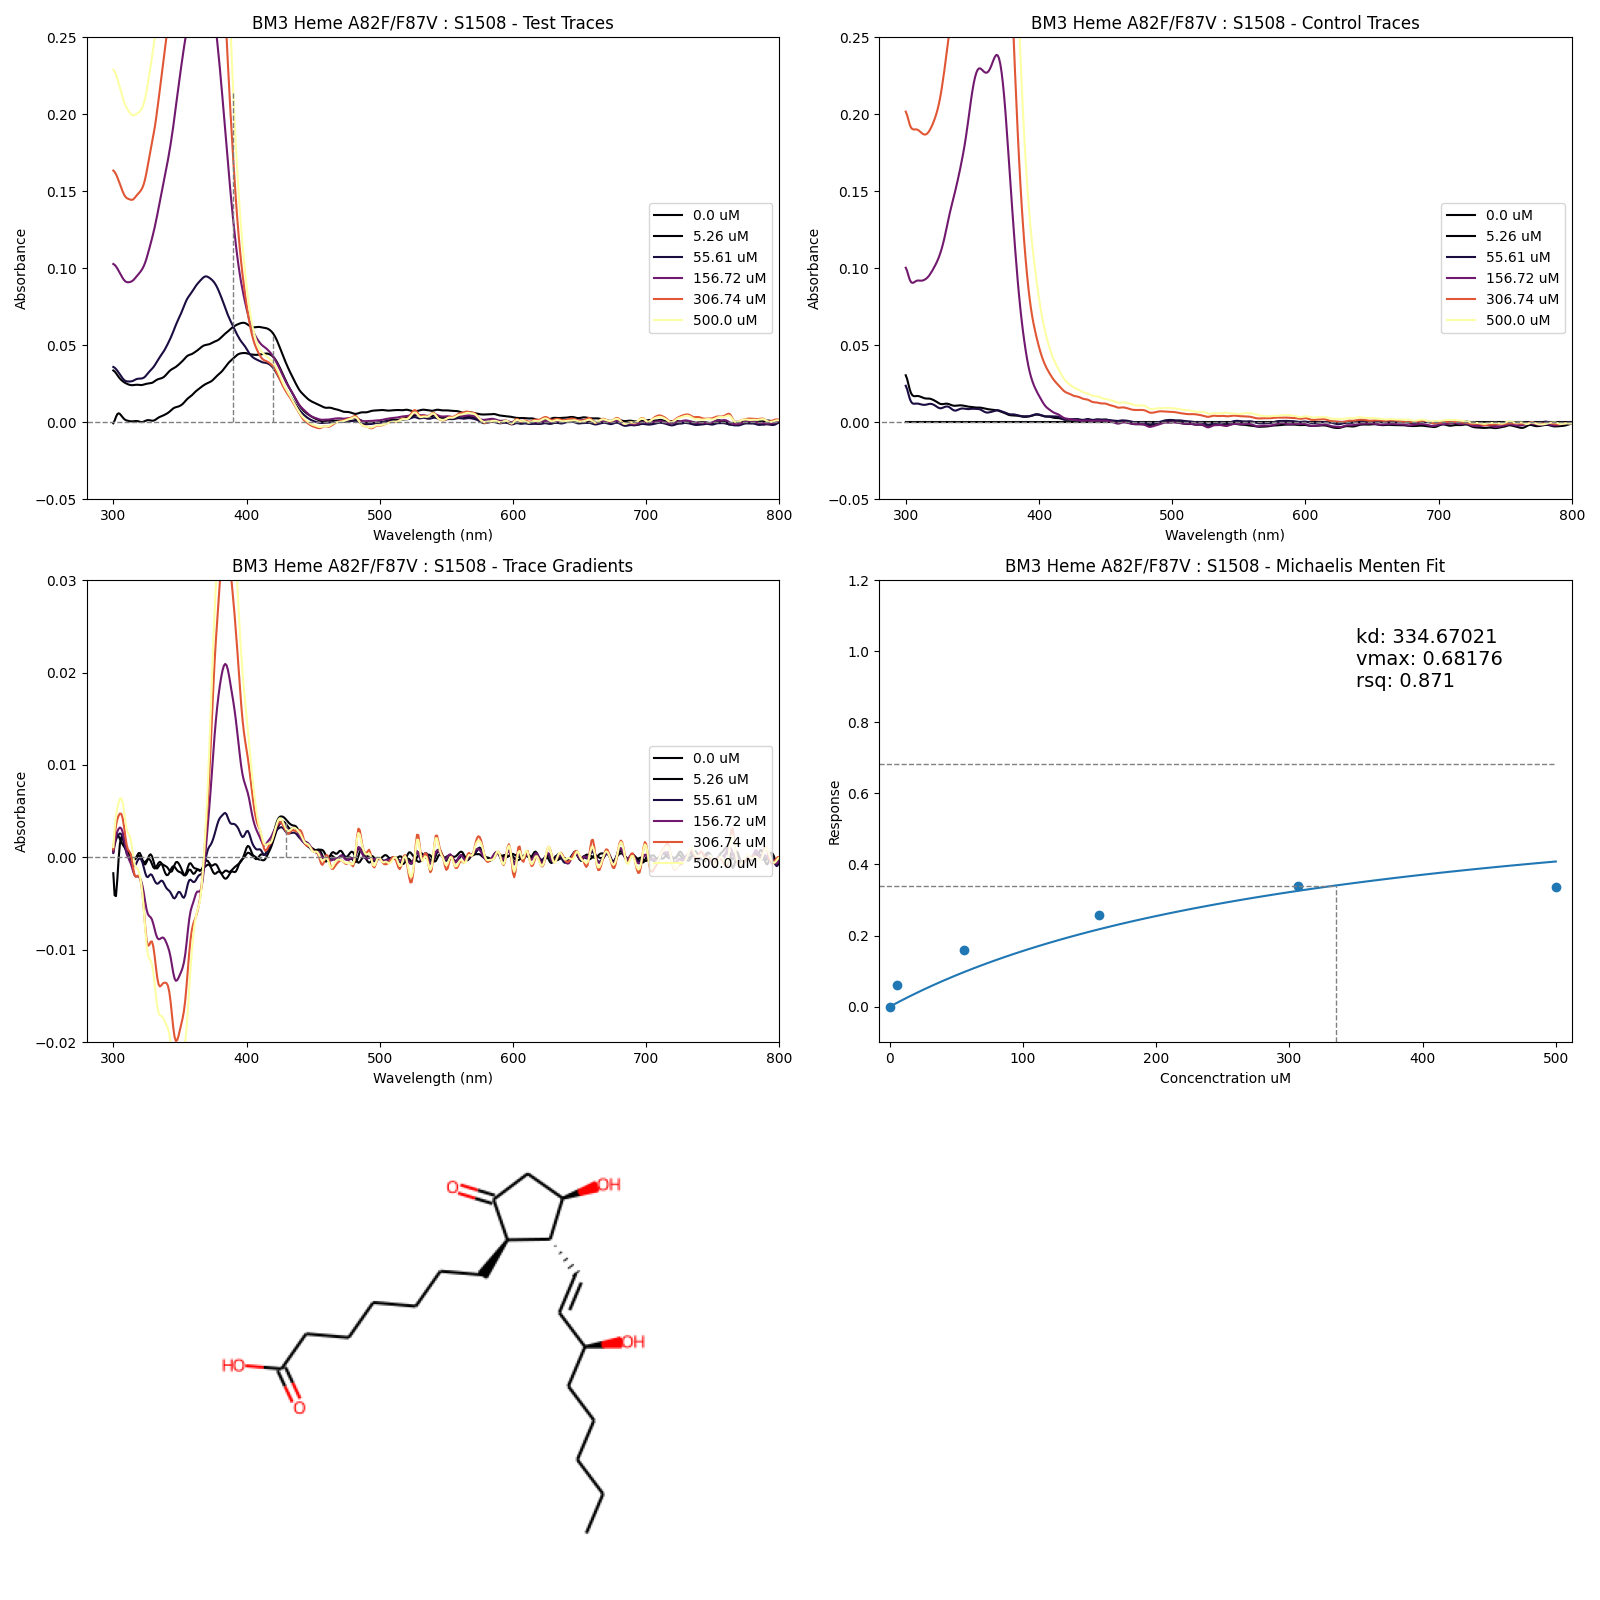 BM3 Heme A82F/F87V : S1508 - Test Traces
0.25
0.20
0.15
0.10
0.05
0.00
−0.05
Absorbance
300 400 500 600 700 800
Wavelength (nm)
0.0 uM
5.26 uM
55.61 uM
156.72 uM
306.74 uM
500.0 uM
BM3 Heme A82F/F87V : S1508 - Control Traces
0.25
0.20
0.15
0.10
0.05
0.00
−0.05
Absorbance
300 400 500 600 700 800
Wavelength (nm)
0.0 uM
5.26 uM
55.61 uM
156.72 uM
306.74 uM
500.0 uM
BM3 Heme A82F/F87V : S1508 - Trace Gradients
0.03
0.02
0.01
0.00
−0.01
−0.02
Absorbance
300 400 500 600 700 800
Wavelength (nm)
0.0 uM
5.26 uM
55.61 uM
156.72 uM
306.74 uM
500.0 uM
BM3 Heme A82F/F87V : S1508 - Michaelis Menten Fit
1.2
1.0
0.8
0.6
0.4
0.2
0.0
Response
0 100 200 300 400 500
Concenctration uM
kd: 334.67021
vmax: 0.68176
rsq: 0.871
O
OH
OH
HO
O